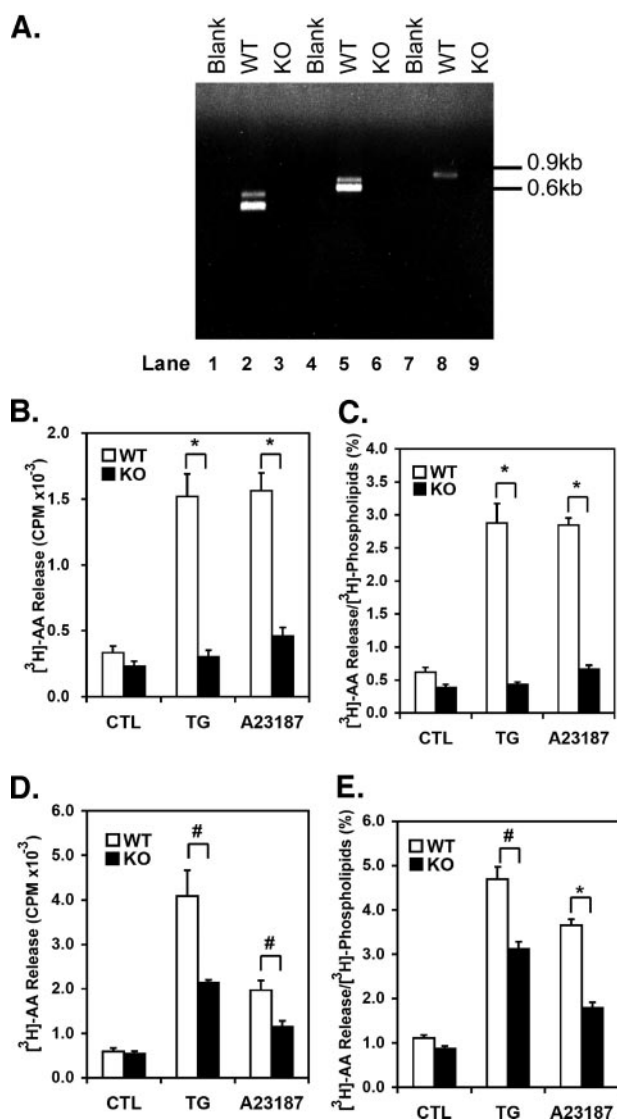 A.
Blank WT KO Blank WT KO Blank WT KO
0.9kb
0.6kb
Lane 1 2 3 4 5 6 7 8 9
B.
[³H]-AA Release (CPM x10⁻³)
2.0
1.5
1.0
0.5
0.0
WT
KO
*
*
CTL TG A23187
C.
[³H]-AA Release/[³H]-Phospholipids (%)
4.0
3.5
3.0
2.5
2.0
1.5
1.0
0.5
0.0
WT
KO
*
*
CTL TG A23187
D.
[³H]-AA Release (CPM x10⁻³)
6.0
5.0
4.0
3.0
2.0
1.0
0.0
WT
KO
#
#
CTL TG A23187
E.
[³H]-AA Release/[³H]-Phospholipids (%)
6.0
5.0
4.0
3.0
2.0
1.0
0.0
WT
KO
#
*
CTL TG A23187